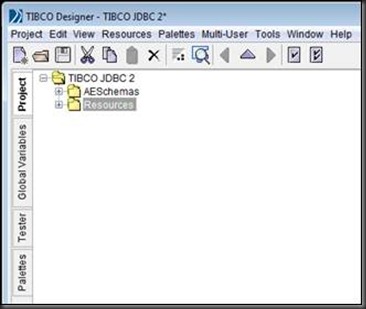 TIBCO Designer - TIBCO JDBC 2*
Project Edit View Resources Palettes Multi-User Tools Window Help
Project
Global Variables
Tester
Palettes
TIBCO JDBC 2
AESchemas
Resources